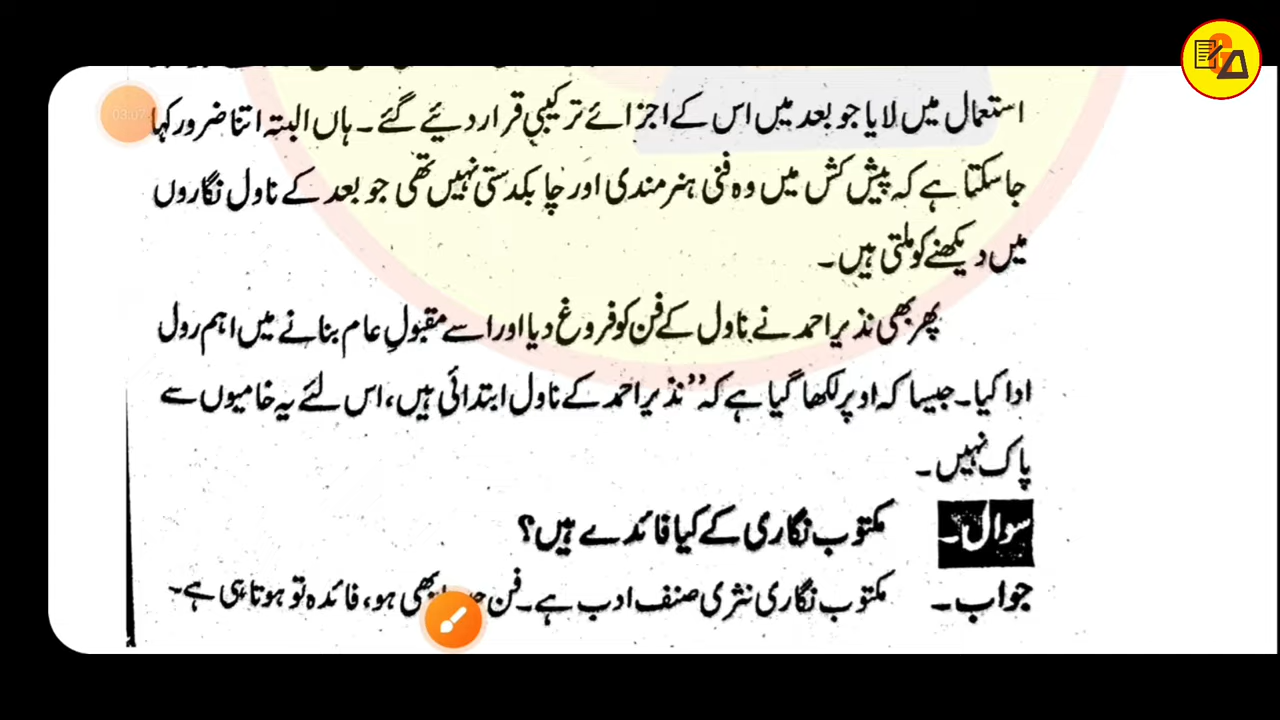 استعمال میں لایا جو بعد میں اس کے اجزائے ترکیبی قرار دیئے گئے۔ ہاں البتہ اتنا ضرور کہا
جاسکتا ہے کہ پیش کش میں وہ فنی ہنرمندی اور چابکدستی نہیں تھی جو بعد کے ناول نگاروں
میں دیکھنے کو ملتی ہیں۔
پھر بھی نذیر احمد نے ناول کے فن کو فروغ دیا اور اسے مقبولِ عام بنانے میں اہم رول
ادا کیا۔ جیسا کہ اوپر لکھا گیا ہے کہ ’’نذیر احمد کے ناول ابتدائی ہیں، اس لئے یہ خامیوں سے
پاک نہیں۔
سوال۔ مکتوب نگاری کے کیا فائدے ہیں؟
جواب۔ مکتوب نگاری نثری صنف ادب ہے۔ فن بھی ہو، فائدہ تو ہوتا ہی ہے۔